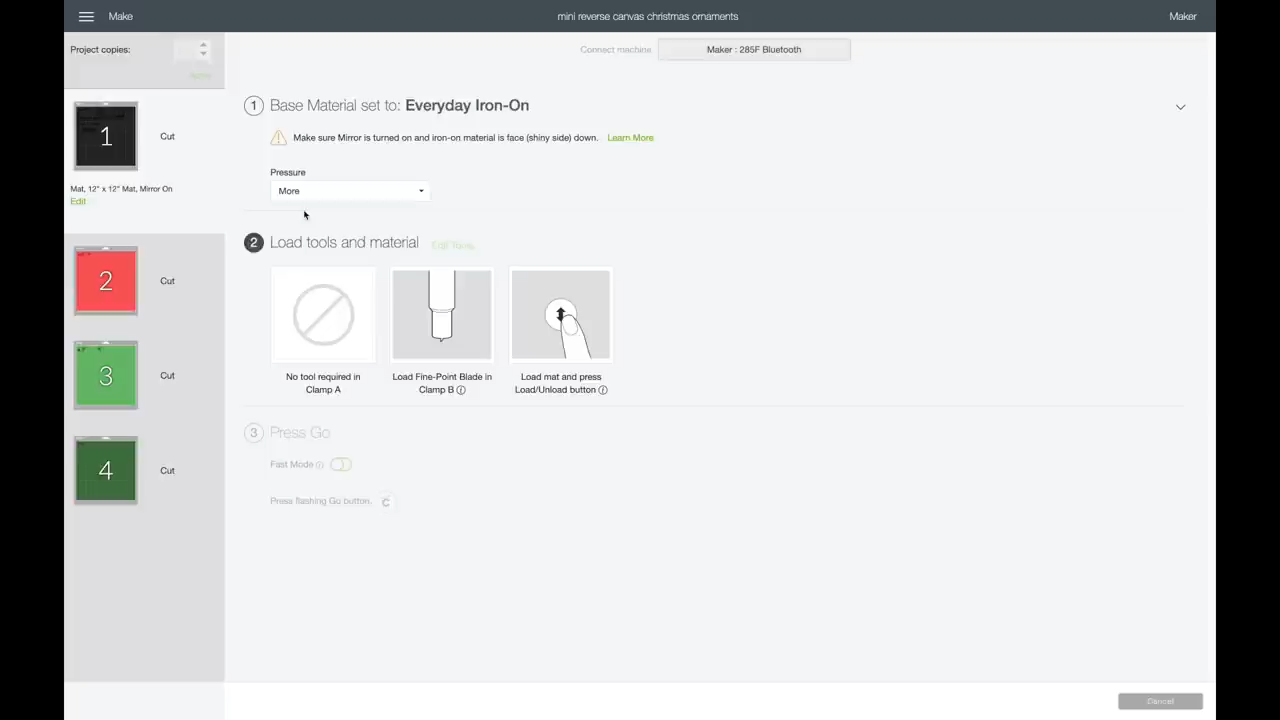 Make
mini reverse canvas christmas ornaments
Maker
Project copies:
Apply
Connect machine
Maker : 285F Bluetooth
1
Cut
Mat, 12" x 12" Mat, Mirror On
Edit
2
Cut
3
Cut
4
Cut
1 Base Material set to: Everyday Iron-On
Make sure Mirror is turned on and iron-on material is face (shiny side) down. Learn More
Pressure
More
2 Load tools and material Edit Tools
No tool required in
Clamp A
Load Fine-Point Blade in
Clamp B
Load mat and press
Load/Unload button
3 Press Go
Fast Mode
Press flashing Go button.
Cancel